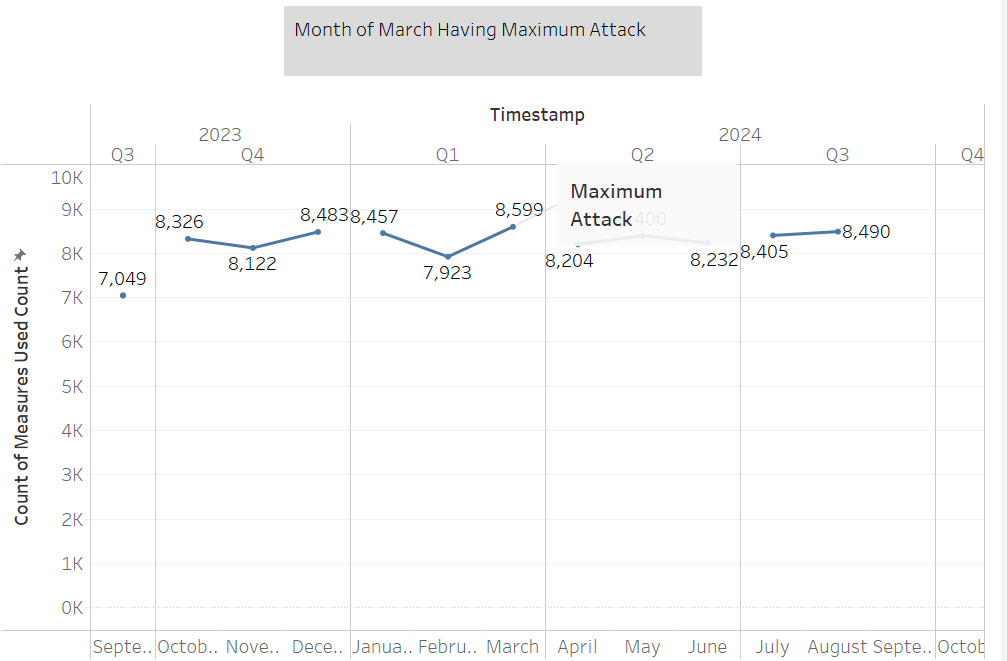 Month of March Having Maximum Attack
Timestamp
2023 2024
Q3 Q4 Q1 Q2 Q3 Q4
10K
9K
8K
7K
6K
5K
4K
3K
2K
1K
0K
Count of Measures Used Count
7,049
8,326
8,122
8,483
8,457
7,923
8,599
Maximum
Attack
8,204
8,232
8,405
8,490
Septe.. Octob.. Nove.. Dece.. Janua.. Febru.. March April May June July August Septe.. Octob